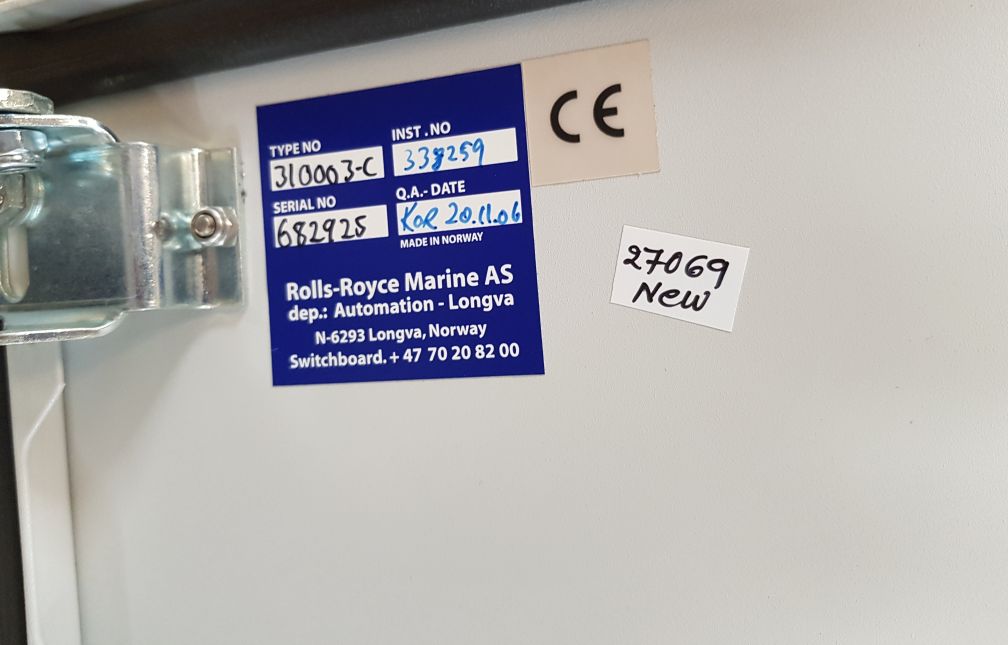 TYPE NO INST.NO
310003-C 338259
SERIAL NO Q.A.- DATE
682925 KOR 20.11.06
MADE IN NORWAY
Rolls-Royce Marine AS
dep.: Automation - Longva
N-6293 Longva, Norway
Switchboard. + 47 70 20 82 00
CE
27069
New